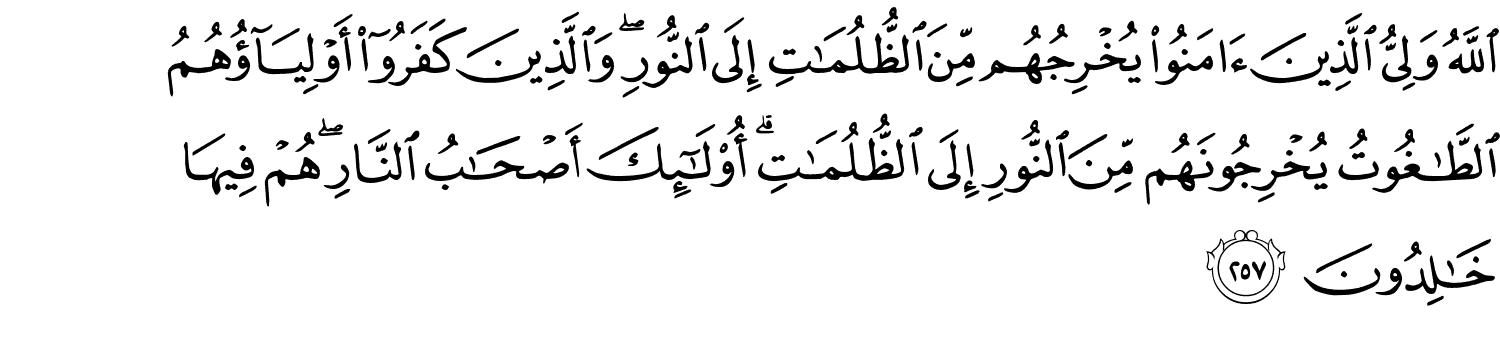 ٱللَّهُ وَلِىُّ ٱلَّذِينَ ءَامَنُوا۟ يُخْرِجُهُم مِّنَ ٱلظُّلُمَـٰتِ إِلَى ٱلنُّورِ ۖ وَٱلَّذِينَ كَفَرُوٓا۟ أَوْلِيَآؤُهُمُ
ٱلطَّـٰغُوتُ يُخْرِجُونَهُم مِّنَ ٱلنُّورِ إِلَى ٱلظُّلُمَـٰتِ ۗ أُو۟لَـٰٓئِكَ أَصْحَـٰبُ ٱلنَّارِ ۖ هُمْ فِيهَا
خَـٰلِدُونَ ٢٥٧